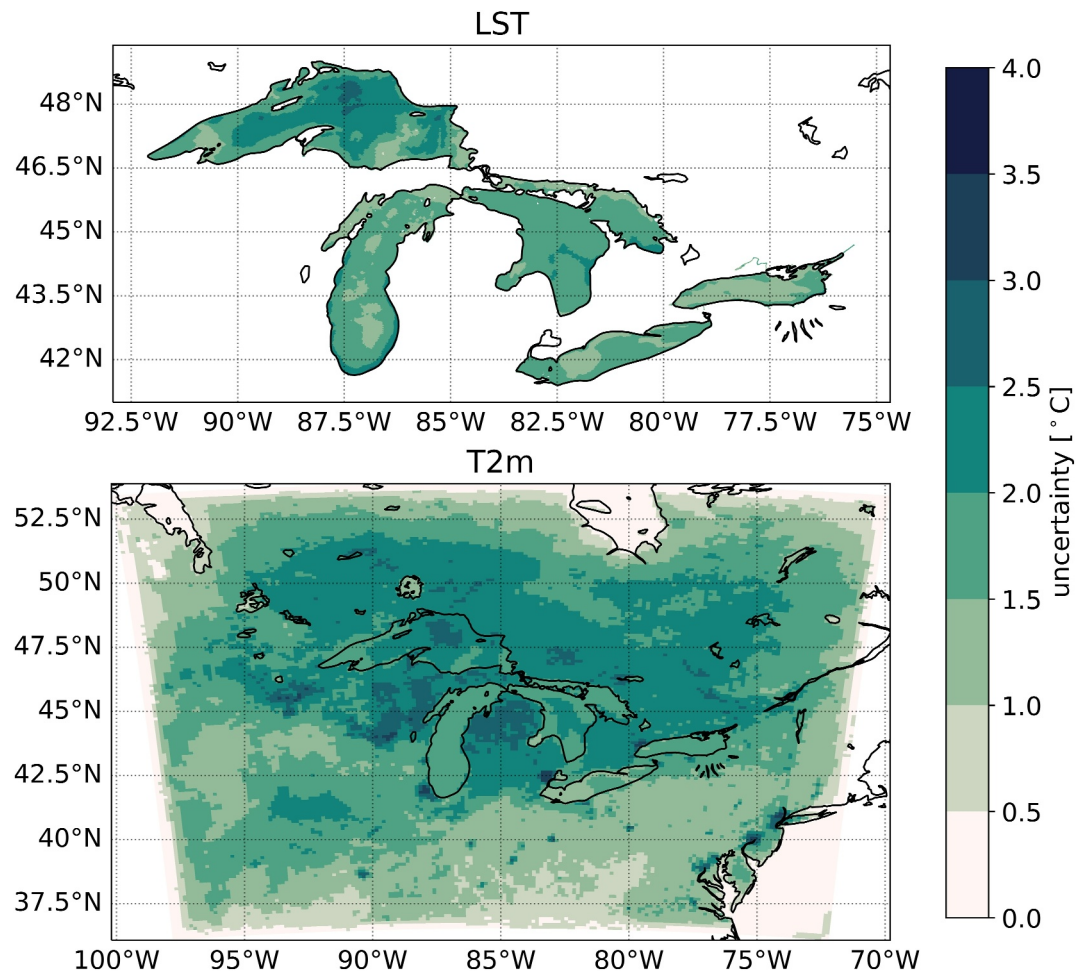 LST
48°N
46.5°N
45°N
43.5°N
42°N
92.5°W 90°W 87.5°W 85°W 82.5°W 80°W 77.5°W 75°W
T2m
52.5°N
50°N
47.5°N
45°N
42.5°N
40°N
37.5°N
100°W 95°W 90°W 85°W 80°W 75°W 70°W
4.0
3.5
3.0
2.5
2.0
1.5
1.0
0.5
0.0
uncertainty [°C]